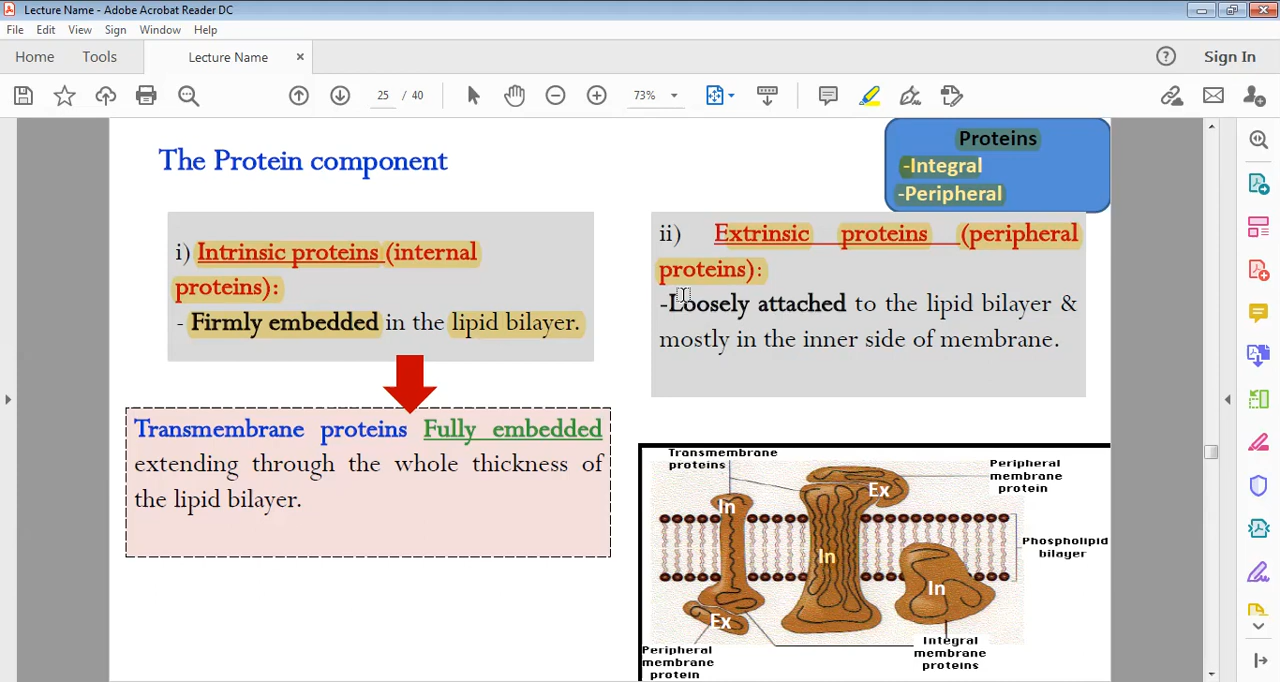 Lecture Name - Adobe Acrobat Reader DC
File Edit View Sign Window Help
Home Tools Lecture Name × Sign In
25 / 40 73%
The Protein component
Proteins
-Integral
-Peripheral
i) Intrinsic proteins (internal
proteins):
- Firmly embedded in the lipid bilayer.
ii) Extrinsic proteins (peripheral
proteins):
-Loosely attached to the lipid bilayer &
mostly in the inner side of membrane.
Transmembrane proteins Fully embedded
extending through the whole thickness of
the lipid bilayer.
Transmembrane
proteins
Peripheral
membrane
protein
Ex
In
In
In
Ex
Phospholipid
bilayer
Peripheral
membrane
protein
Integral
membrane
proteins